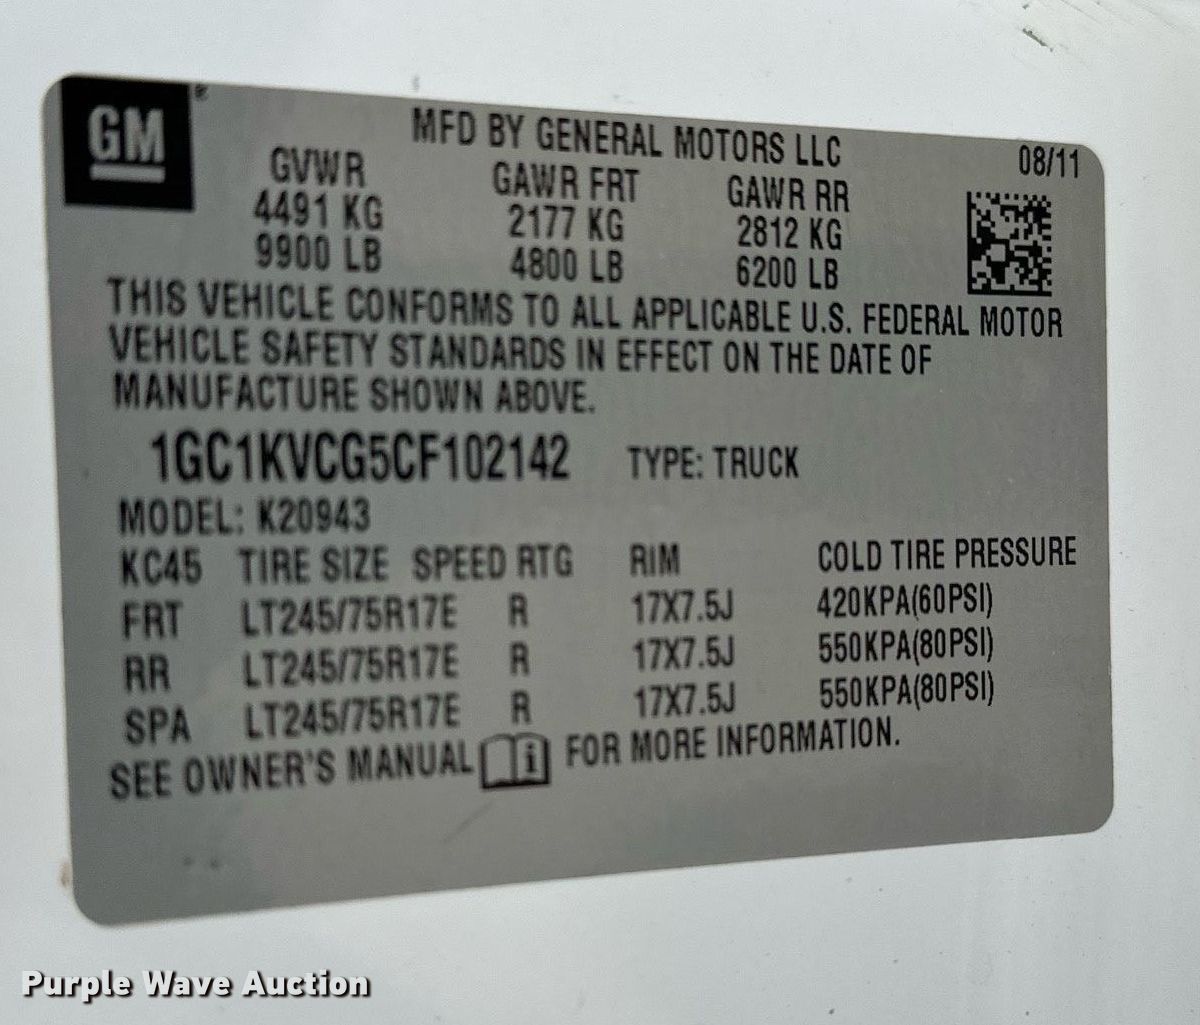 GM®
MFD BY GENERAL MOTORS LLC 08/11
GVWR GAWR FRT GAWR RR
4491 KG 2177 KG 2812 KG
9900 LB 4800 LB 6200 LB
THIS VEHICLE CONFORMS TO ALL APPLICABLE U.S. FEDERAL MOTOR
VEHICLE SAFETY STANDARDS IN EFFECT ON THE DATE OF
MANUFACTURE SHOWN ABOVE.
1GC1KVCG5CF102142 TYPE: TRUCK
MODEL: K20943
KC45 TIRE SIZE SPEED RTG RIM COLD TIRE PRESSURE
FRT LT245/75R17E R 17X7.5J 420KPA(60PSI)
RR LT245/75R17E R 17X7.5J 550KPA(80PSI)
SPA LT245/75R17E R 17X7.5J 550KPA(80PSI)
SEE OWNER'S MANUAL i FOR MORE INFORMATION.
Purple Wave Auction